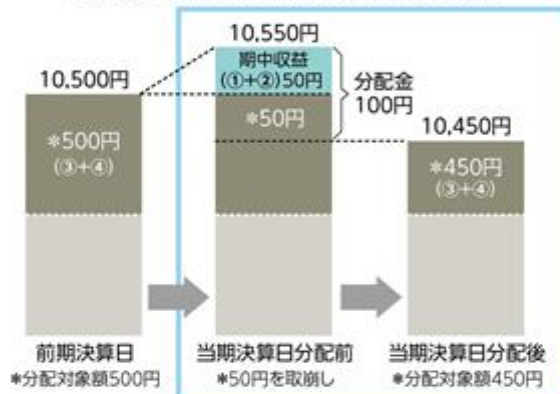 10,500円
*500円
(③+④)
前期決算日
*分配対象額500円
10,550円
期中収益
(①+②)50円
*50円
分配金
100円
当期決算日分配前
*50円を取崩し
10,450円
*450円
(③+④)
当期決算日分配後
*分配対象額450円